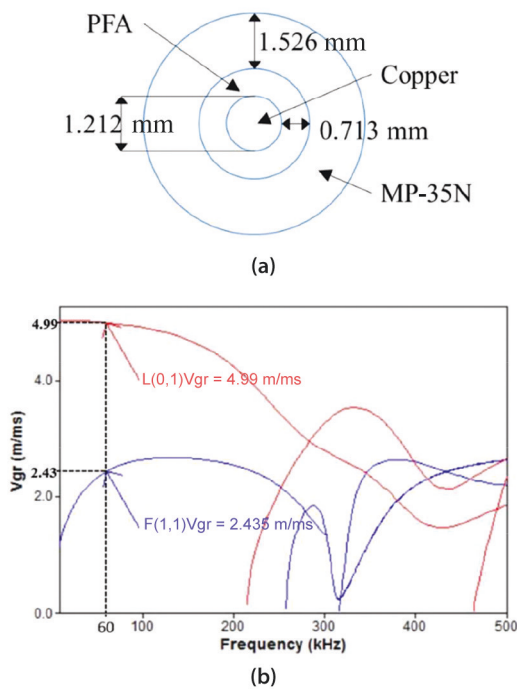 PFA
1.526 mm
Copper
1.212 mm
0.713 mm
MP-35N
(a)
4.99
L(0,1)Vgr = 4.99 m/ms
4.0
Vgr (m/ms)
2.43
2.0
F(1,1)Vgr = 2.435 m/ms
0.0
60
100
200
300
400
500
Frequency (kHz)
(b)